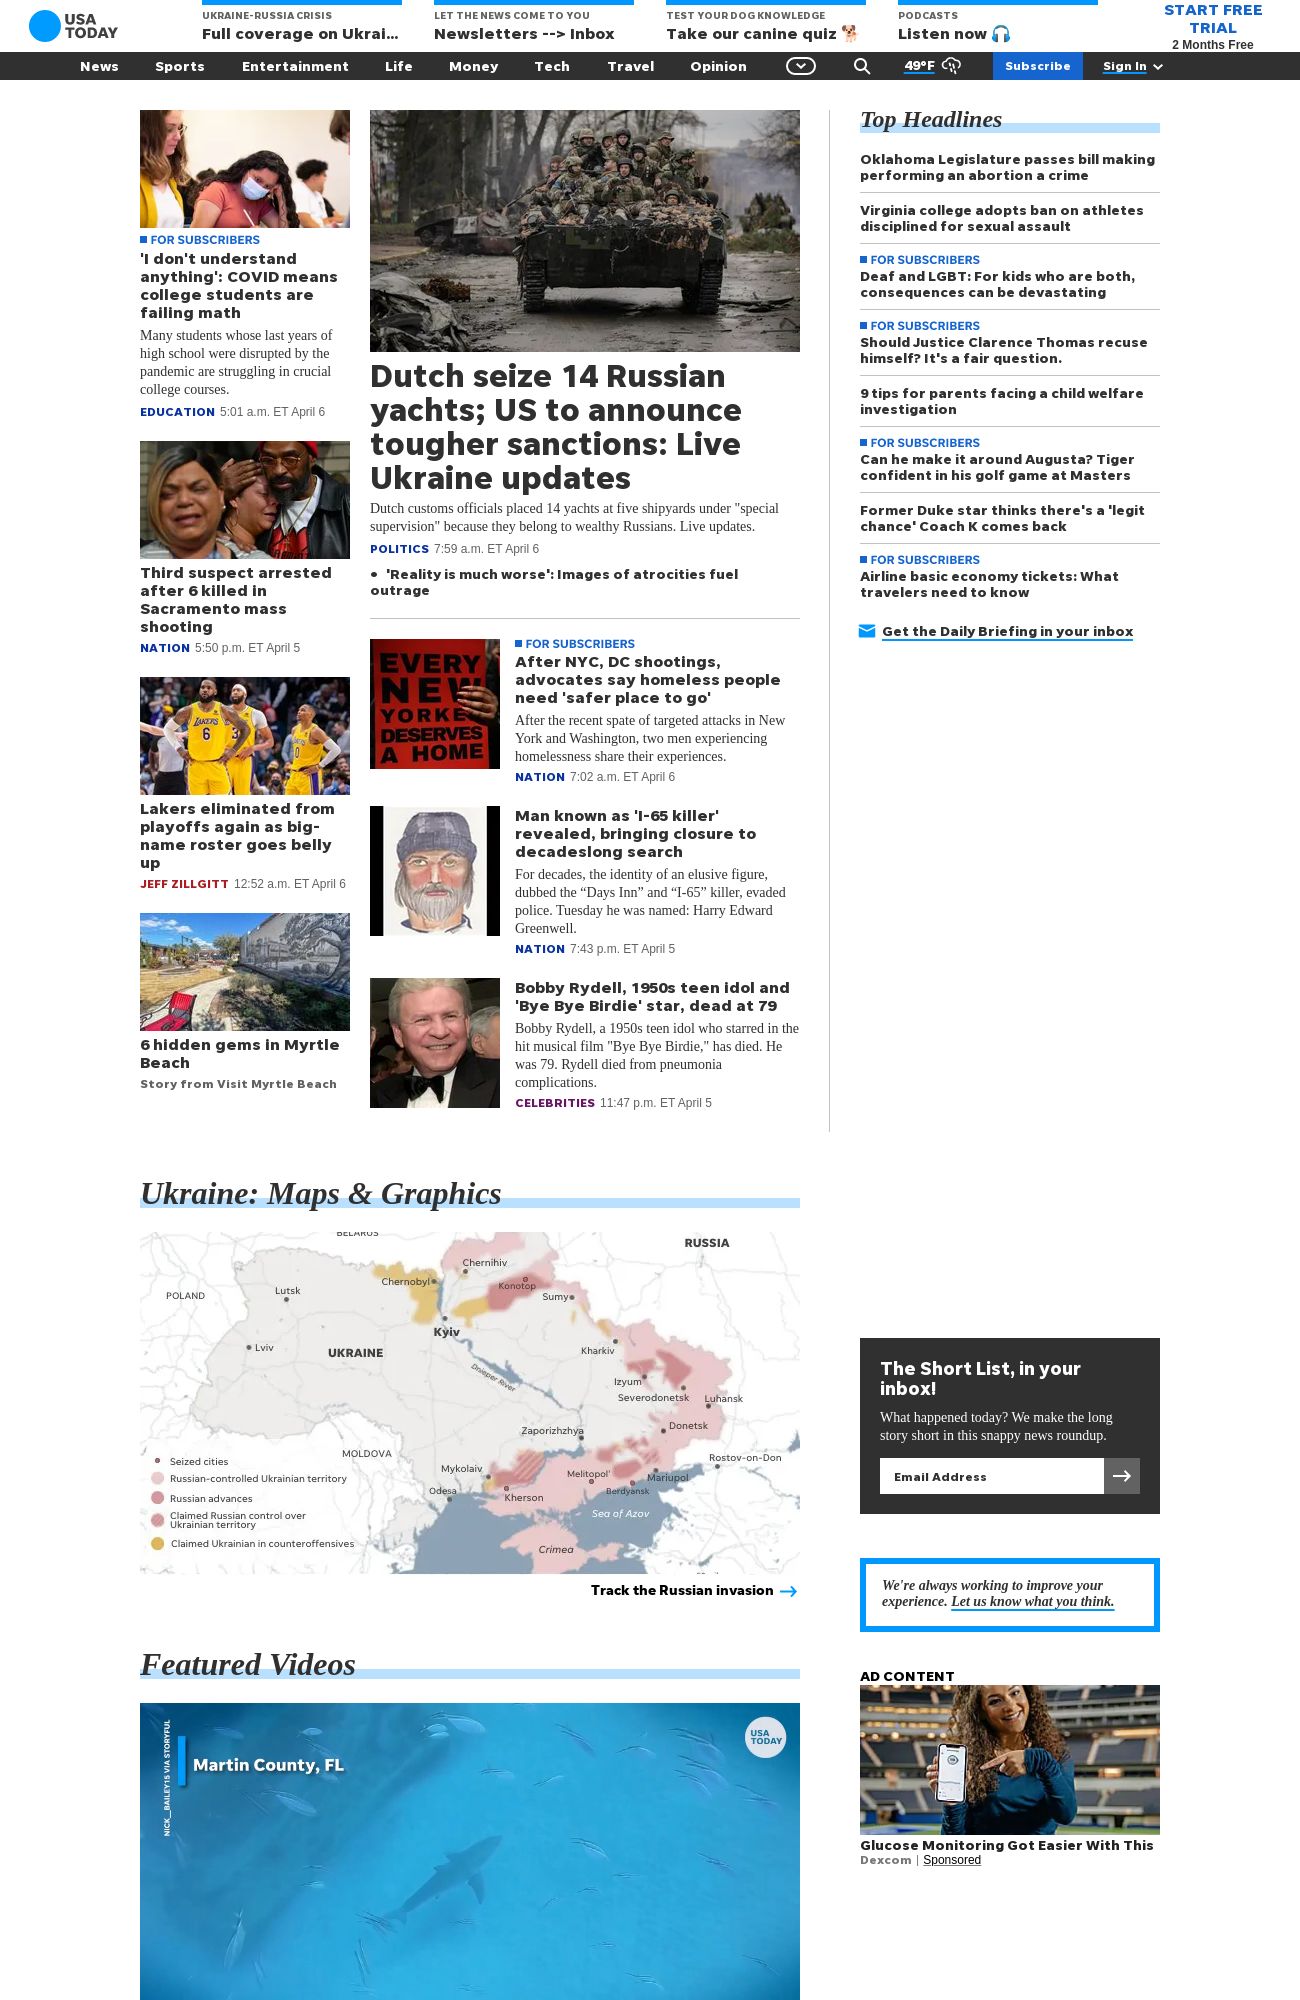 USA
TODAY
UKRAINE-RUSSIA CRISIS
Full coverage on Ukrai...
LET THE NEWS COME TO YOU
Newsletters --> Inbox
TEST YOUR DOG KNOWLEDGE
Take our canine quiz 🐕
PODCASTS
Listen now 🎧
START FREE
TRIAL
2 Months Free
News Sports Entertainment Life Money Tech Travel Opinion 49°F Subscribe Sign In
FOR SUBSCRIBERS
'I don't understand
anything': COVID means
college students are
failing math
Many students whose last years of
high school were disrupted by the
pandemic are struggling in crucial
college courses.
EDUCATION 5:01 a.m. ET April 6
Third suspect arrested
after 6 killed in
Sacramento mass
shooting
NATION 5:50 p.m. ET April 5
LAKERS
6
3
0
Lakers eliminated from
playoffs again as big-
name roster goes belly
up
JEFF ZILLGITT 12:52 a.m. ET April 6
6 hidden gems in Myrtle
Beach
Story from Visit Myrtle Beach
Dutch seize 14 Russian
yachts; US to announce
tougher sanctions: Live
Ukraine updates
Dutch customs officials placed 14 yachts at five shipyards under "special
supervision" because they belong to wealthy Russians. Live updates.
POLITICS 7:59 a.m. ET April 6
• 'Reality is much worse': Images of atrocities fuel
outrage
EVERY
NEW
YORKE
DESERVES
A HOME
FOR SUBSCRIBERS
After NYC, DC shootings,
advocates say homeless people
need 'safer place to go'
After the recent spate of targeted attacks in New
York and Washington, two men experiencing
homelessness share their experiences.
NATION 7:02 a.m. ET April 6
Man known as 'I-65 killer'
revealed, bringing closure to
decadeslong search
For decades, the identity of an elusive figure,
dubbed the “Days Inn” and “I-65” killer, evaded
police. Tuesday he was named: Harry Edward
Greenwell.
NATION 7:43 p.m. ET April 5
Bobby Rydell, 1950s teen idol and
'Bye Bye Birdie' star, dead at 79
Bobby Rydell, a 1950s teen idol who starred in the
hit musical film "Bye Bye Birdie," has died. He
was 79. Rydell died from pneumonia
complications.
CELEBRITIES 11:47 p.m. ET April 5
Top Headlines
Oklahoma Legislature passes bill making
performing an abortion a crime
Virginia college adopts ban on athletes
disciplined for sexual assault
FOR SUBSCRIBERS
Deaf and LGBT: For kids who are both,
consequences can be devastating
FOR SUBSCRIBERS
Should Justice Clarence Thomas recuse
himself? It's a fair question.
9 tips for parents facing a child welfare
investigation
FOR SUBSCRIBERS
Can he make it around Augusta? Tiger
confident in his golf game at Masters
Former Duke star thinks there's a 'legit
chance' Coach K comes back
FOR SUBSCRIBERS
Airline basic economy tickets: What
travelers need to know
Get the Daily Briefing in your inbox
Ukraine: Maps & Graphics
BELARUS
RUSSIA
Chernihiv
Chernobyl
Konotop
POLAND
Lutsk
Sumy
Kyiv
Lviv
UKRAINE
Kharkiv
Dnieper River
Izyum
Severodonetsk
Luhansk
Zaporizhzhya
Donetsk
MOLDOVA
Rostov-on-Don
Mykolaiv
Melitopol'
Mariupol
Odesa
Kherson
Berdyansk
Sea of Azov
Crimea
Seized cities
Russian-controlled Ukrainian territory
Russian advances
Claimed Russian control over
Ukrainian territory
Claimed Ukrainian in counteroffensives
Track the Russian invasion
Featured Videos
NICK_BAILEY15 VIA STORYFUL
Martin County, FL
USA
TODAY
The Short List, in your
inbox!
What happened today? We make the long
story short in this snappy news roundup.
Email Address
We're always working to improve your
experience. Let us know what you think.
AD CONTENT
Glucose Monitoring Got Easier With This
Dexcom | Sponsored